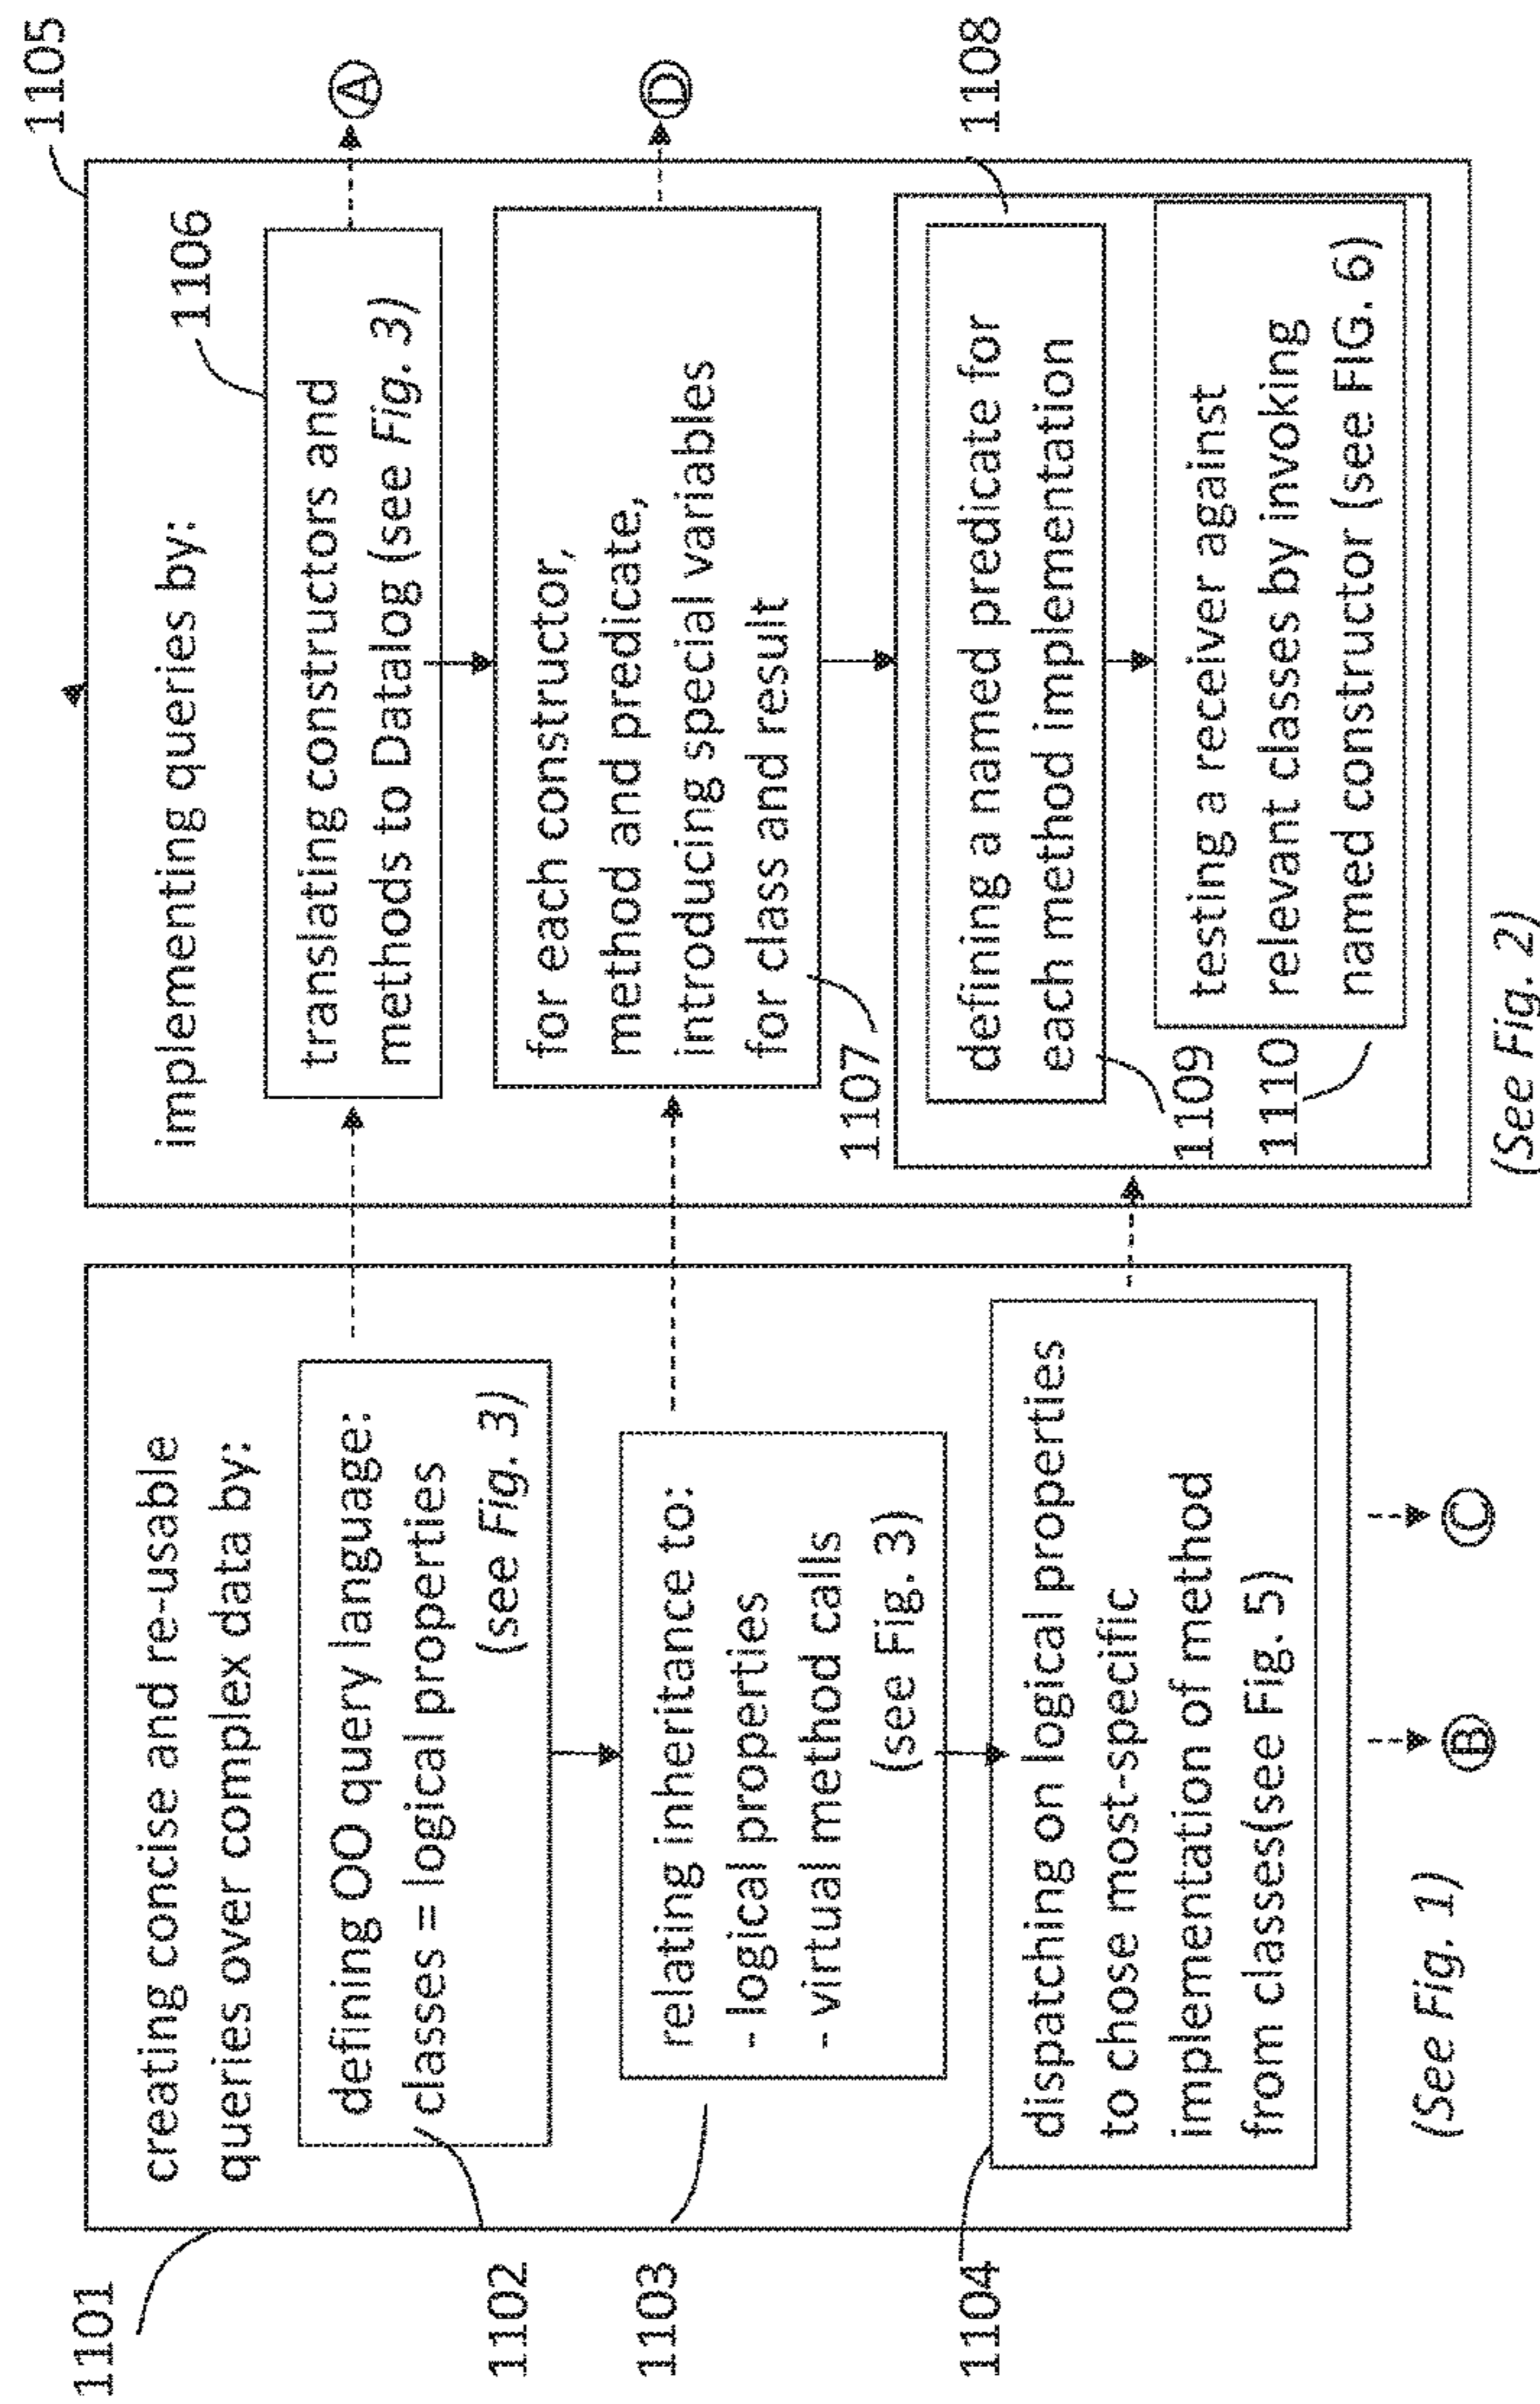 1101
creating concise and re-usable
queries over complex data by:
1102
defining OO query language:
classes = logical properties
(see Fig. 3)
1103
relating inheritance to:
- logical properties
- virtual method calls
(see Fig. 3)
1104
dispatching on logical properties
to chose most-specific
implementation of method
from classes(see Fig. 5)
(See Fig. 1)
B
C
1105
implementing queries by:
1106
translating constructors and
methods to Datalog (see Fig. 3)
A
for each constructor,
method and predicate,
introducing special variables
for class and result
1107
D
1108
defining a named predicate for
each method implementation
1109
1110
testing a receiver against
relevant classes by invoking
named constructor (see FIG. 6)
(See Fig. 2)